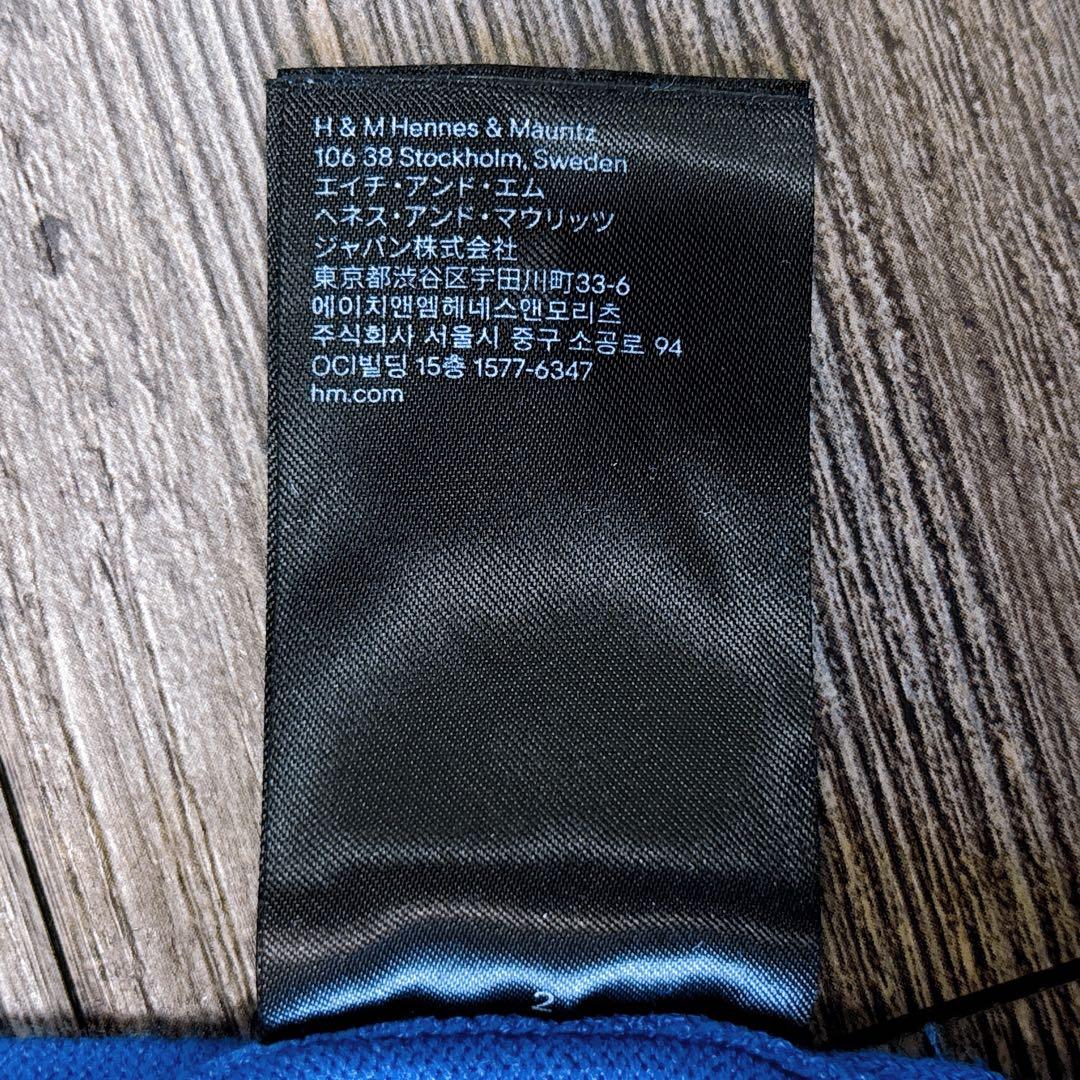 H & M Hennes & Mauritz
106 38 Stockholm, Sweden
エイチ・アンド・エム
ヘネス・アンド・マウリッツ
ジャパン株式会社
東京都渋谷区宇田川町33-6
에이치앤엠헤네스앤모리츠
주식회사 서울시 중구 소공로 94
OCI빌딩 15층 1577-6347
hm.com
2